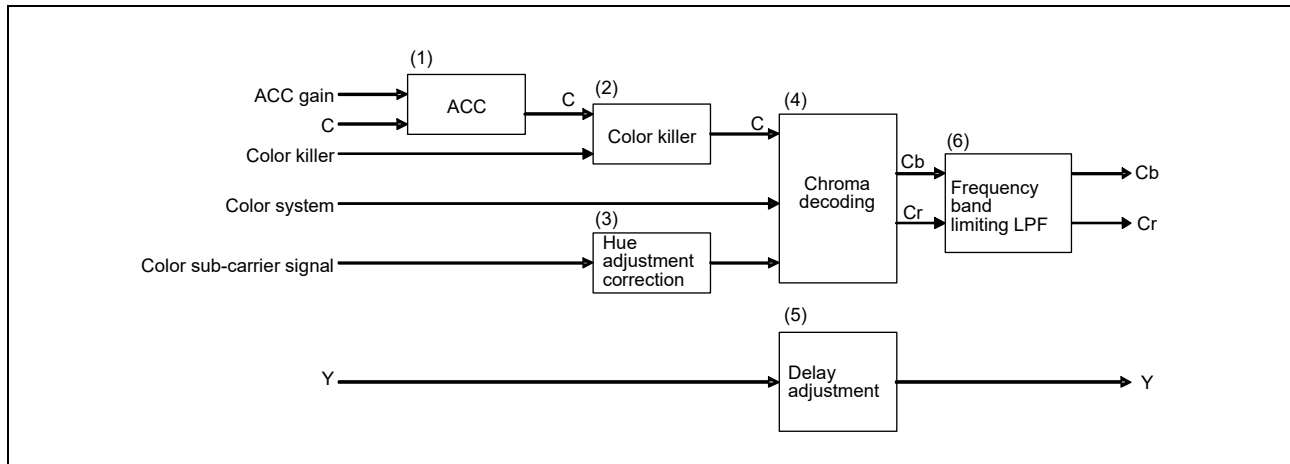 (1)
ACC gain
C
ACC
C
(2)
Color killer
Color killer
C
(4)
Color system
Chroma
decoding
Cb
Cr
(6)
Frequency
band
limiting LPF
Cb
Cr
(3)
Color sub-carrier signal
Hue
adjustment
correction
(5)
Y
Delay
adjustment
Y